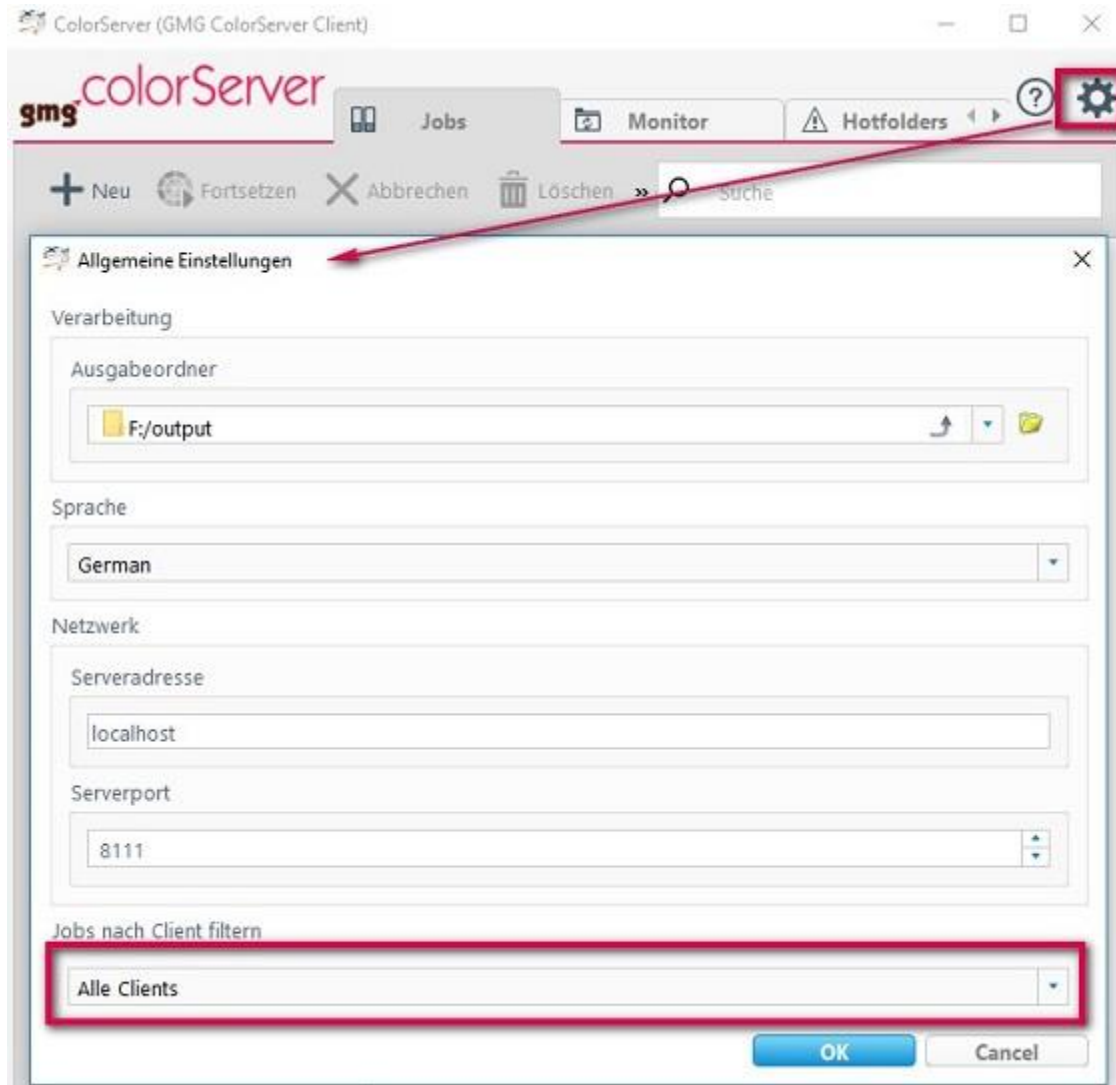 ColorServer (GMG ColorServer Client)
gmg colorServer
Jobs Monitor Hotfolders ?
Neu Fortsetzen Abbrechen Löschen » Suche
Allgemeine Einstellungen
Verarbeitung
Ausgabeordner
F:/output
Sprache
German
Netzwerk
Serveradresse
localhost
Serverport
8111
Jobs nach Client filtern
Alle Clients
OK Cancel